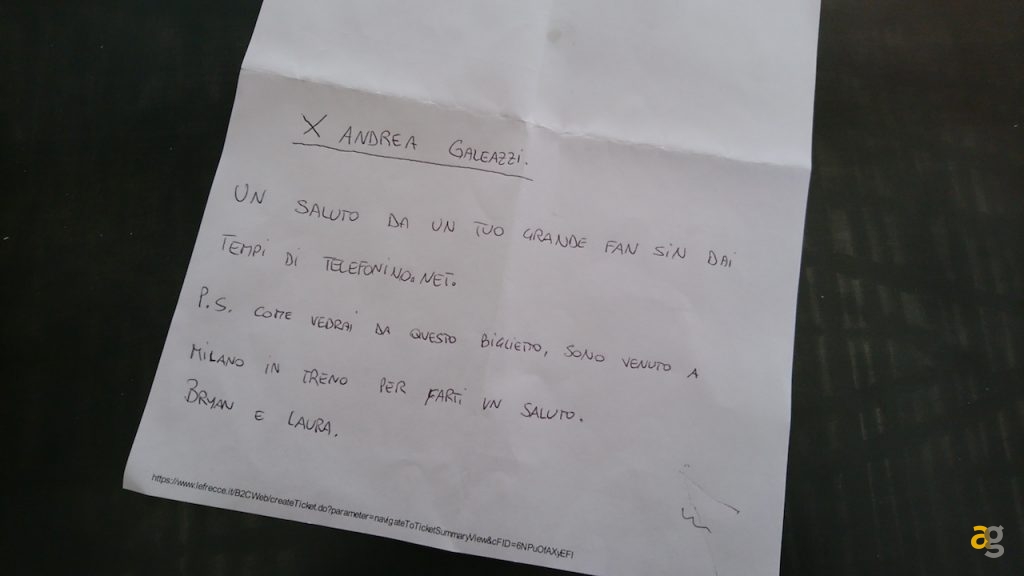 X ANDREA GALEAZZI.
UN SALUTO DA UN TUO GRANDE FAN SIN DAI
TEMPI DI TELEFONINO.NET.
P.S. COME VEDRAI DA QUESTO BIGLIETTO, SONO VENUTO A
MILANO IN TRENO PER FARTI UN SALUTO.
BRYAN E LAURA.
https://www.lefrecce.it/B2CWeb/createTicket.do?parameter=navigateToTicketSummaryView&cFID=6NPuOfAXyEFI
ag